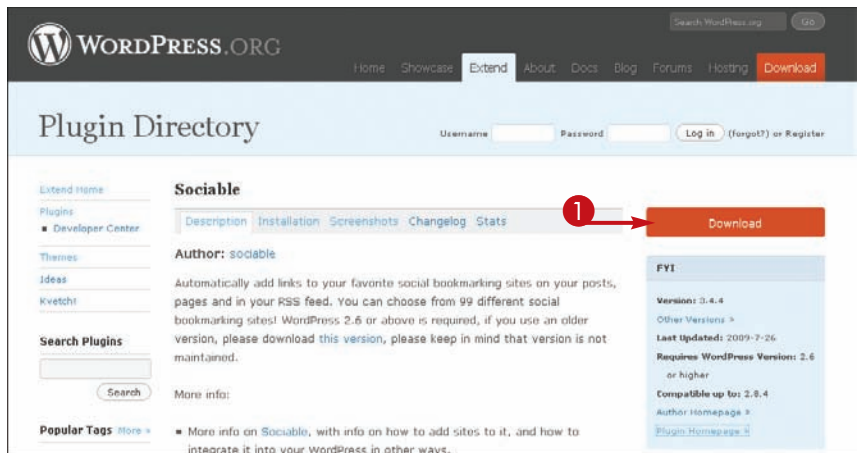 Search WordPress.org Go
WORDPRESS.ORG
Home Showcase Extend About Docs Blog Forums Hosting Download
Plugin Directory
Username Password Log in (forgot?) or Register
Extend Home
Plugins
■ Developer Center
Themes
Ideas
Kvetch!
Search Plugins
Search
Popular Tags More »
Sociable
Description Installation Screenshots Changelog Stats
Author: sociable
Automatically add links to your favorite social bookmarking sites on your posts,
pages and in your RSS feed. You can choose from 99 different social
bookmarking sites! WordPress 2.6 or above is required, if you use an older
version, please download this version, please keep in mind that version is not
maintained.
More info:
■ More info on Sociable, with info on how to add sites to it, and how to
integrate it into your WordPress in other ways.
1
Download
FYI
Version: 3.4.4
Other Versions »
Last Updated: 2009-7-26
Requires WordPress Version: 2.6
or higher
Compatible up to: 2.8.4
Author Homepage »
Plugin Homepage »